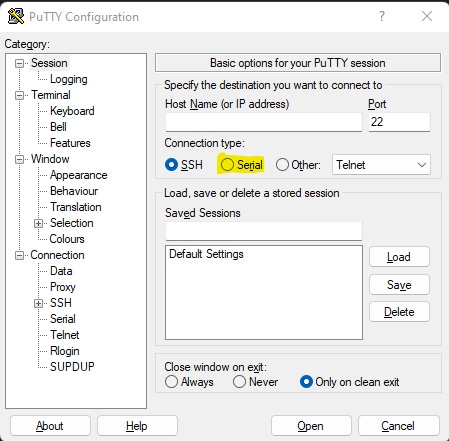 PuTTY Configuration
? ×
Category:
Session
Logging
Terminal
Keyboard
Bell
Features
Window
Appearance
Behaviour
Translation
Selection
Colours
Connection
Data
Proxy
SSH
Serial
Telnet
Rlogin
SUPDUP
Basic options for your PuTTY session
Specify the destination you want to connect to
Host Name (or IP address) Port
22
Connection type:
SSH Serial Other: Telnet
Load, save or delete a stored session
Saved Sessions
Default Settings
Load
Save
Delete
Close window on exit:
Always Never Only on clean exit
About Help Open Cancel